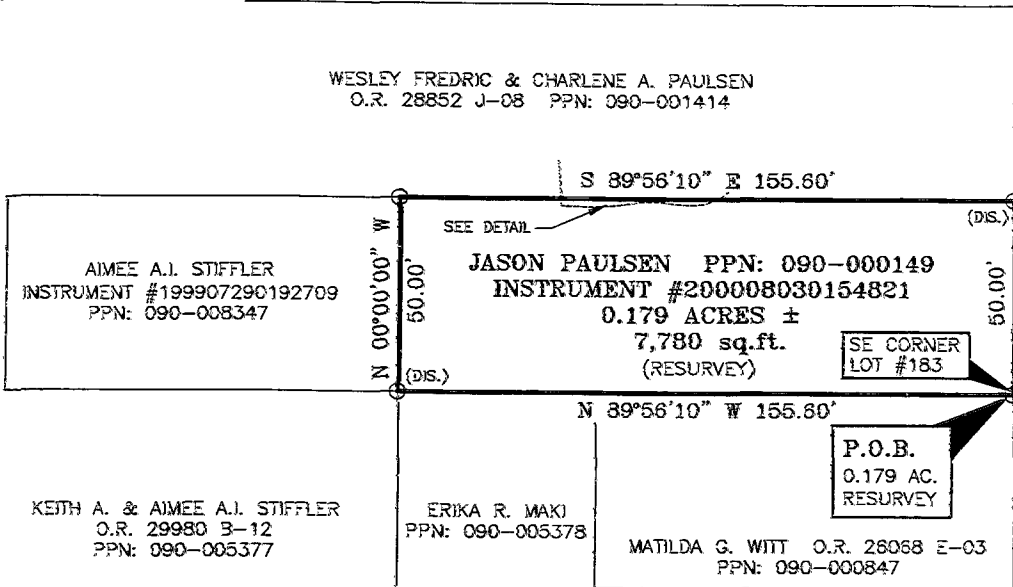 WESLEY FREDRIC & CHARLENE A. PAULSEN
O.R. 28852 J-08 PPN: 090-001414
S 89°56'10" E 155.60'
(DIS.)
SEE DETAIL
AIMEE A.I. STIFFLER
INSTRUMENT #199907290192709
PPN: 090-008347
N 00°00'00" W
50.00'
JASON PAULSEN PPN: 090-000149
INSTRUMENT #200008030154821
0.179 ACRES ±
7,780 sq.ft.
(RESURVEY)
50.00'
SE CORNER
LOT #183
(DIS.)
N 89°56'10" W 155.60'
P.O.B.
0.179 AC.
RESURVEY
KEITH A. & AIMEE A.I. STIFFLER
O.R. 29980 B-12
PPN: 090-005377
ERIKA R. MAKI
PPN: 090-005378
MATILDA G. WITT O.R. 26068 E-03
PPN: 090-000847